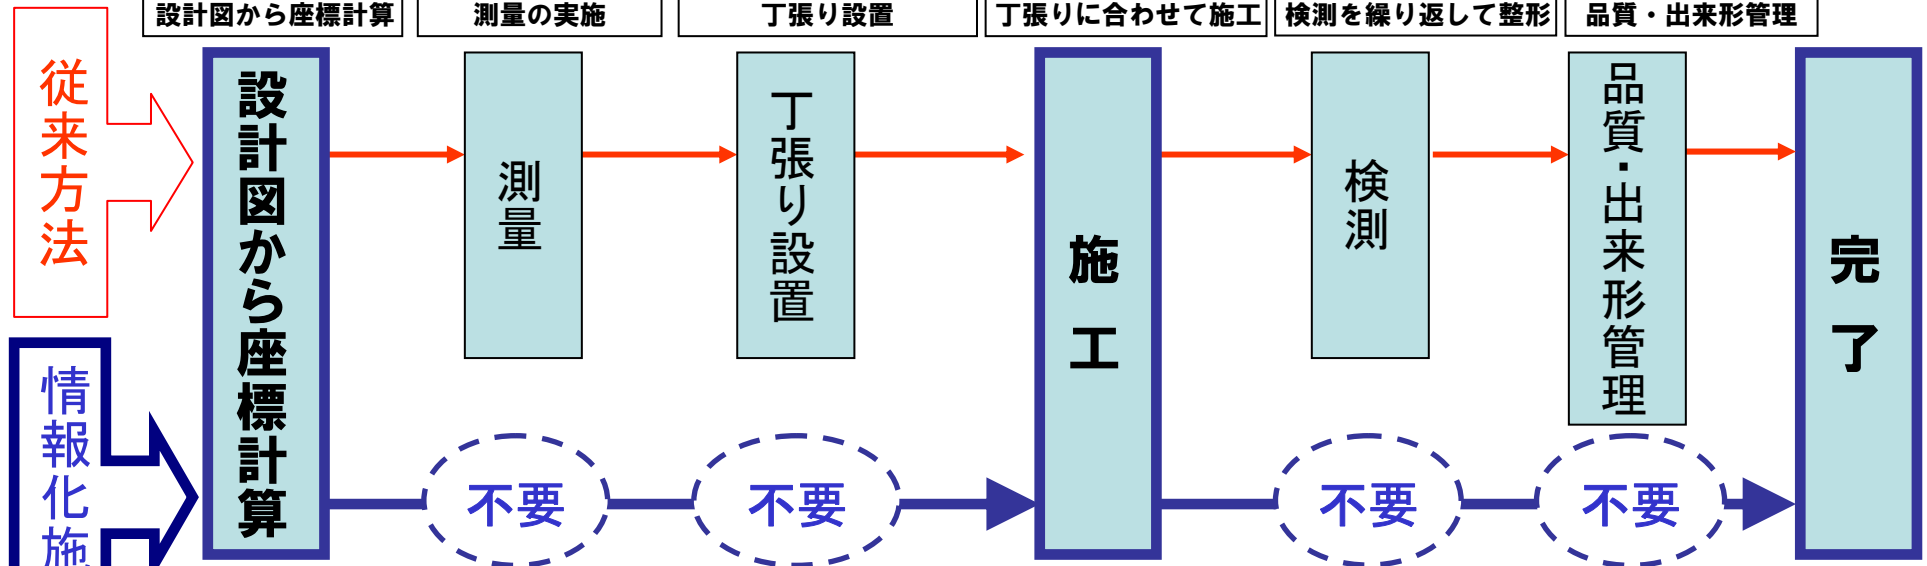 設計図から座標計算
測量の実施
丁張り設置
丁張りに合わせて施工
検測を繰り返して整形
品質・出来形管理
従来方法
設計図から座標計算
測量
丁張り設置
施工
検測
品質・出来形管理
完了
情報化施
不要
不要
不要
不要